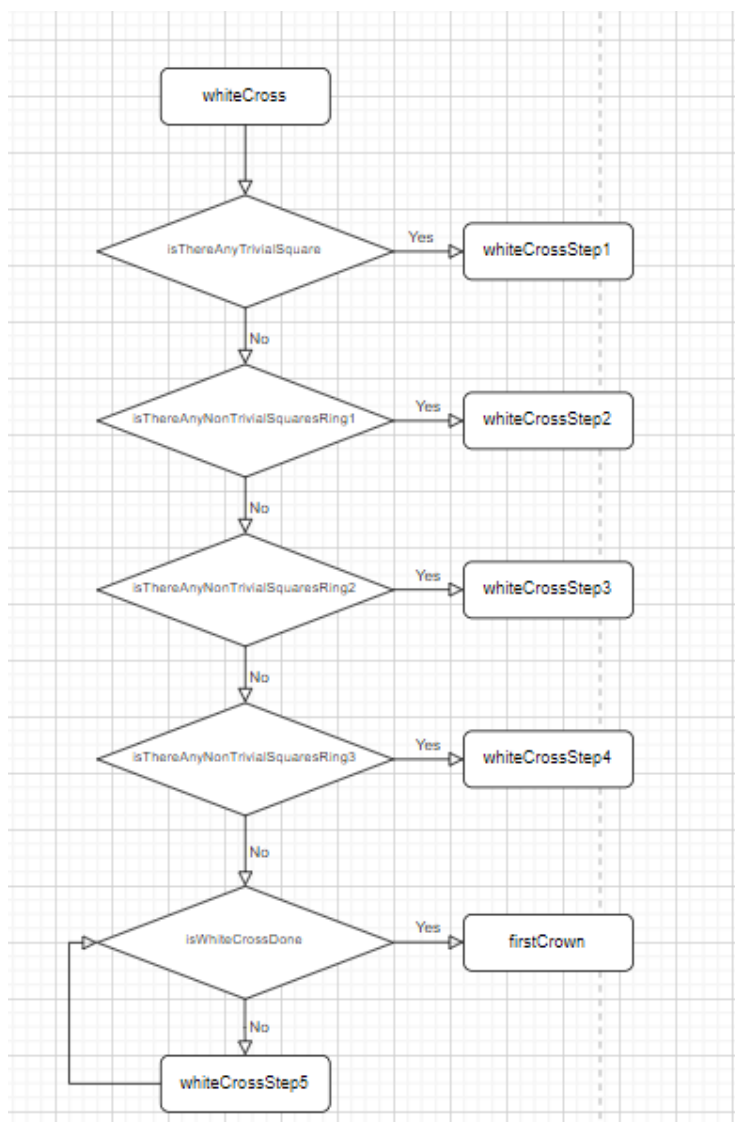 whiteCross
isThereAnyTrivialSquare
Yes
whiteCrossStep1
No
isThereAnyNonTrivialSquaresRing1
Yes
whiteCrossStep2
No
isThereAnyNonTrivialSquaresRing2
Yes
whiteCrossStep3
No
isThereAnyNonTrivialSquaresRing3
Yes
whiteCrossStep4
No
isWhiteCrossDone
Yes
firstCrown
No
whiteCrossStep5